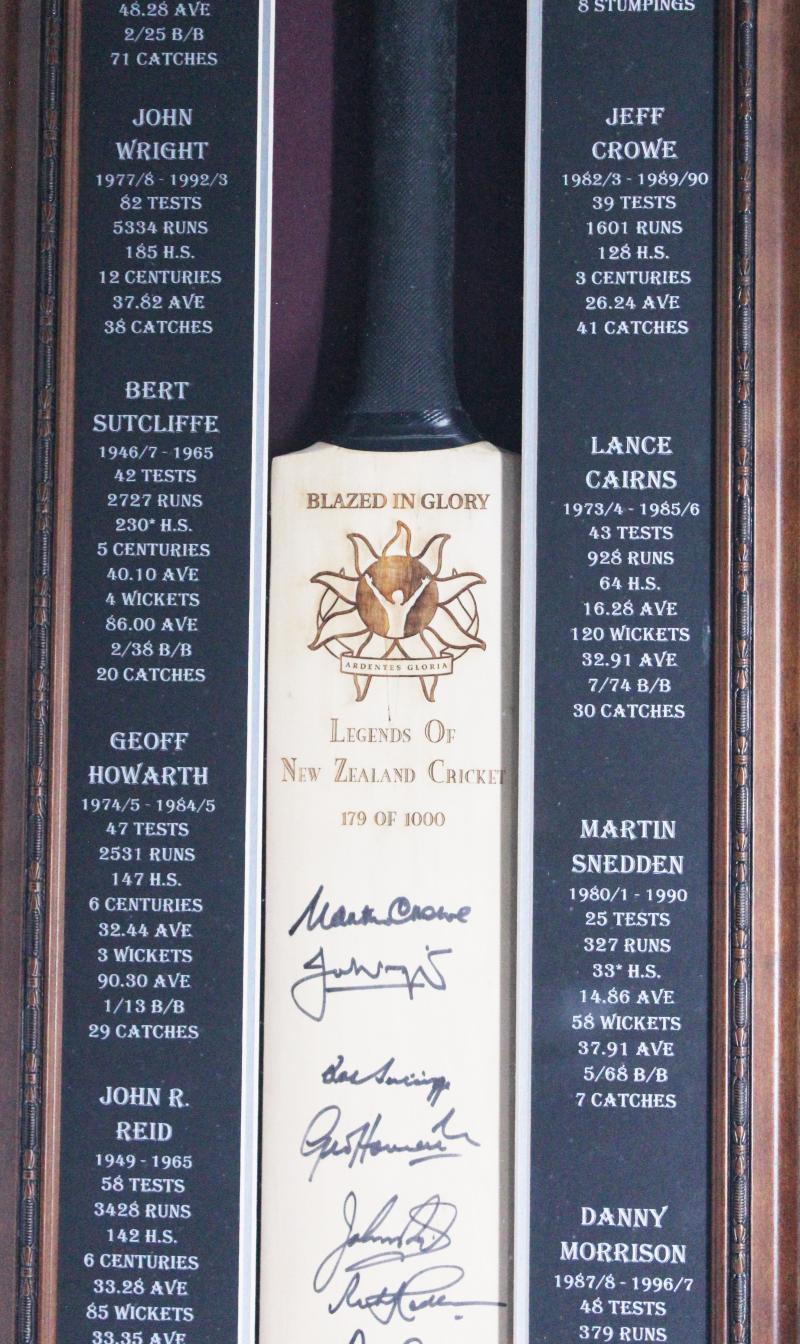 48.28 AVE
2/25 B/B
71 CATCHES
JOHN
WRIGHT
1977/8 - 1992/3
82 TESTS
5334 RUNS
185 H.S.
12 CENTURIES
37.82 AVE
38 CATCHES
BERT
SUTCLIFFE
1946/7 - 1965
42 TESTS
2727 RUNS
230* H.S.
5 CENTURIES
40.10 AVE
4 WICKETS
86.00 AVE
2/38 B/B
20 CATCHES
GEOFF
HOWARTH
1974/5 - 1984/5
47 TESTS
2531 RUNS
147 H.S.
6 CENTURIES
32.44 AVE
3 WICKETS
90.30 AVE
1/13 B/B
29 CATCHES
JOHN R.
REID
1949 - 1965
58 TESTS
3428 RUNS
142 H.S.
6 CENTURIES
33.28 AVE
85 WICKETS
33.35 AVE
BLAZED IN GLORY
ARDENTES GLORIA
LEGENDS OF
NEW ZEALAND CRICKET
179 OF 1000
Martin Crowe
8 STUMPINGS
JEFF
CROWE
1982/3 - 1989/90
39 TESTS
1601 RUNS
128 H.S.
3 CENTURIES
26.24 AVE
41 CATCHES
LANCE
CAIRNS
1973/4 - 1985/6
43 TESTS
928 RUNS
64 H.S.
16.28 AVE
120 WICKETS
32.91 AVE
7/74 B/B
30 CATCHES
MARTIN
SNEDDEN
1980/1 - 1990
25 TESTS
327 RUNS
33* H.S.
14.86 AVE
58 WICKETS
37.91 AVE
5/68 B/B
7 CATCHES
DANNY
MORRISON
1987/8 - 1996/7
48 TESTS
379 RUNS